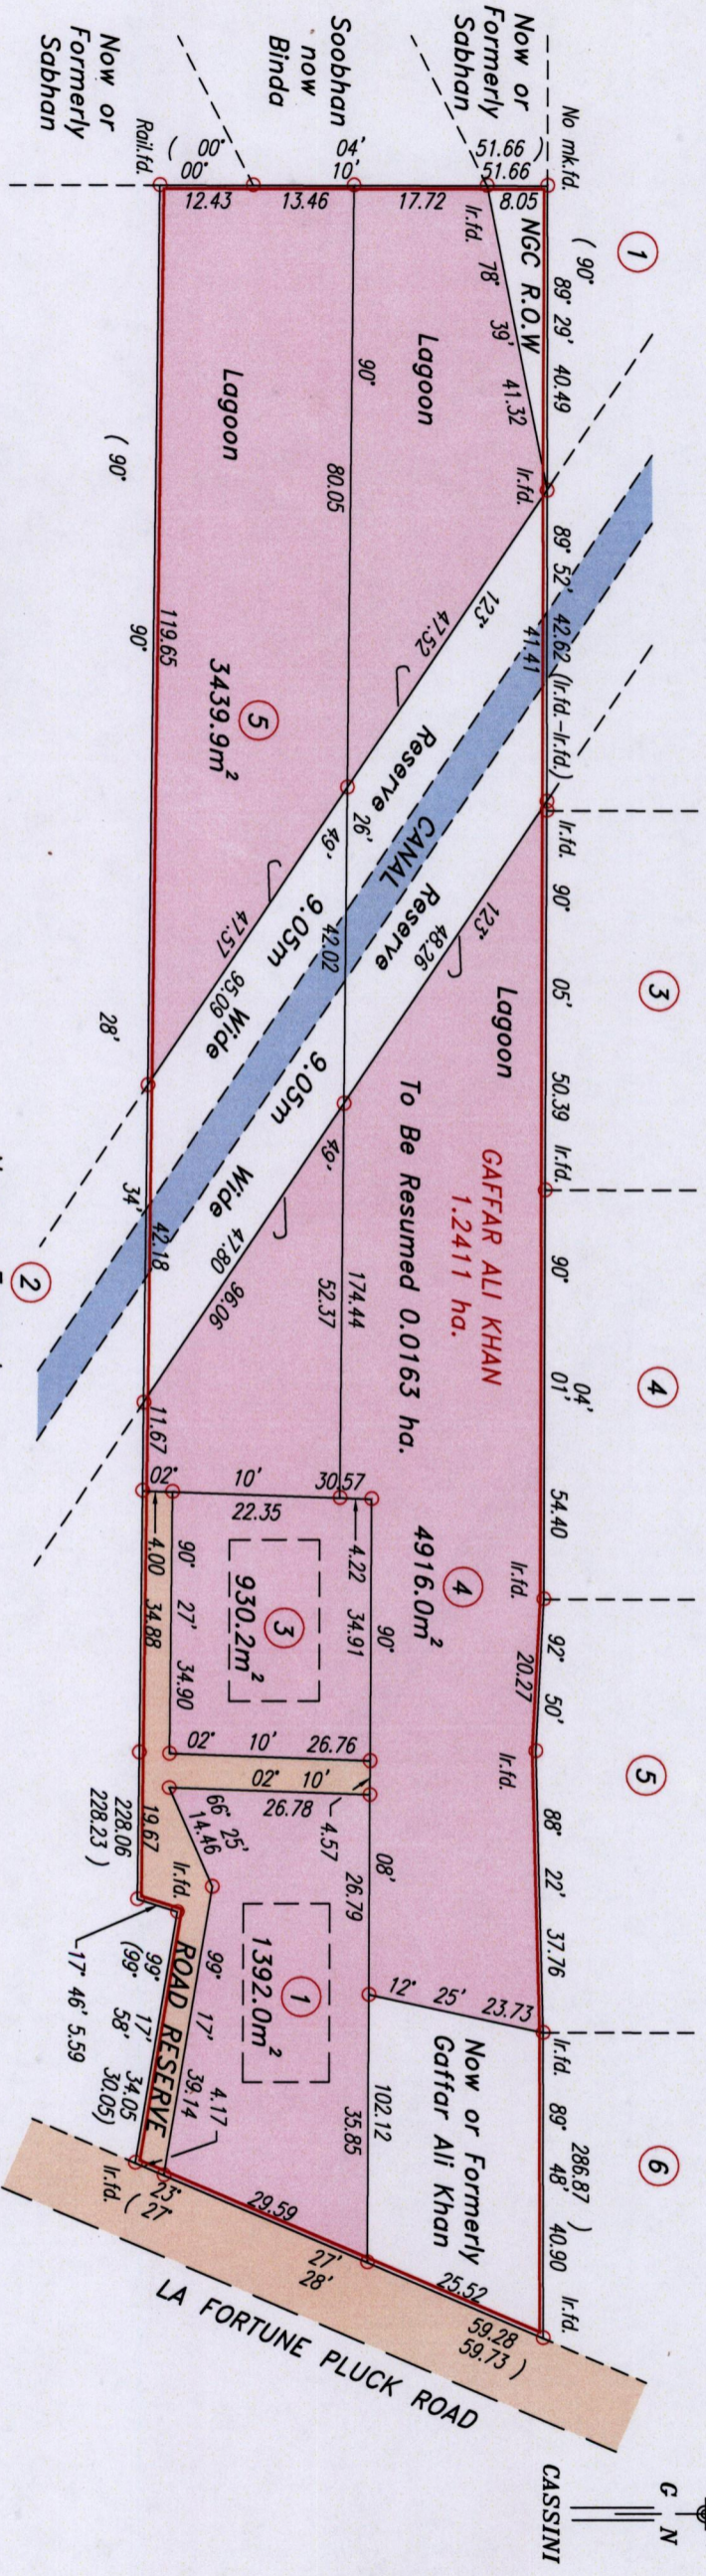 Now or
Formerly
Sabhan
Soobhan
now
Binda
Now or
Formerly
Sabhan
No mk.fd.
Rail.fd.
( 00° 04' 51.66 )
00° 10' 51.66
12.43
13.46
17.72
8.05
Ir.fd.
NGC R.O.W
78° 39' 41.32
Ir.fd.
1
( 90°
89° 29' 40.49
89° 52' 42.62 (Ir.fd.-Ir.fd.)
41.41
Ir.fd.
3
90° 05' 50.39
Ir.fd.
4
90° 01' 54.40
04'
Ir.fd.
5
92° 50'
20.27
Ir.fd.
88° 22' 37.76
Ir.fd.
6
286.87 )
89° 48' 40.90
Ir.fd.
Lagoon
Lagoon
90°
80.05
26'
42.02
174.44
52.37
123°
47.52
49'
47.57
95.09
Reserve 9.05m Wide
CANAL
Reserve 9.05m Wide
123°
48.26
49'
47.80
96.06
Lagoon
GAFFAR ALI KHAN
1.2411 ha.
To Be Resumed 0.0163 ha.
4
4916.0m²
5
3439.9m²
( 90°
119.65
90°
28'
34'
42.18
2
11.67
02° 10' 30.57
22.35
4.22
4.00
34.88
90° 27' 34.90
3
930.2m²
34.91
90°
02° 10' 26.76
02° 10'
26.78
4.57
66° 25'
14.46
08'
26.79
1
1392.0m²
12° 25' 23.73
102.12
35.85
Now or Formerly
Gaffar Ali Khan
19.67
228.06
228.23 )
Ir.fd.
17° 46' 5.59
ROAD RESERVE
99° 17' 39.14
4.17
99° 17' 34.05
(99° 58' 30.05)
Ir.fd.
23°
( 27°
29.59
27'
28'
25.52
59.28
59.73 )
LA FORTUNE PLUCK ROAD
G N
CASSINI